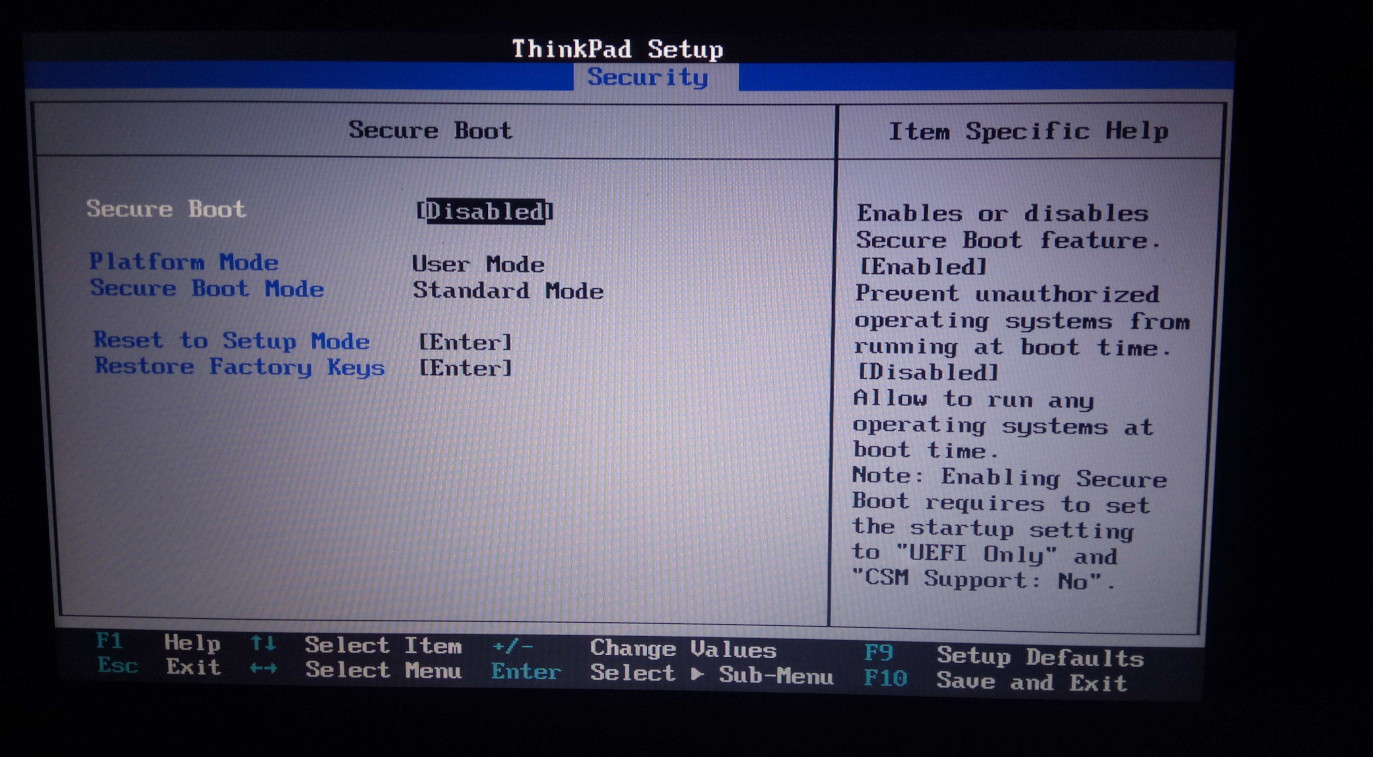 ThinkPad Setup
Security
Secure Boot
Item Specific Help
Secure Boot [Disabled]
Platform Mode User Mode
Secure Boot Mode Standard Mode
Reset to Setup Mode [Enter]
Restore Factory Keys [Enter]
Enables or disables
Secure Boot feature.
[Enabled]
Prevent unauthorized
operating systems from
running at boot time.
[Disabled]
Allow to run any
operating systems at
boot time.
Note: Enabling Secure
Boot requires to set
the startup setting
to "UEFI Only" and
"CSM Support: No".
F1 Help ↑↓ Select Item +/- Change Values F9 Setup Defaults
Esc Exit ←→ Select Menu Enter Select ▶ Sub-Menu F10 Save and Exit